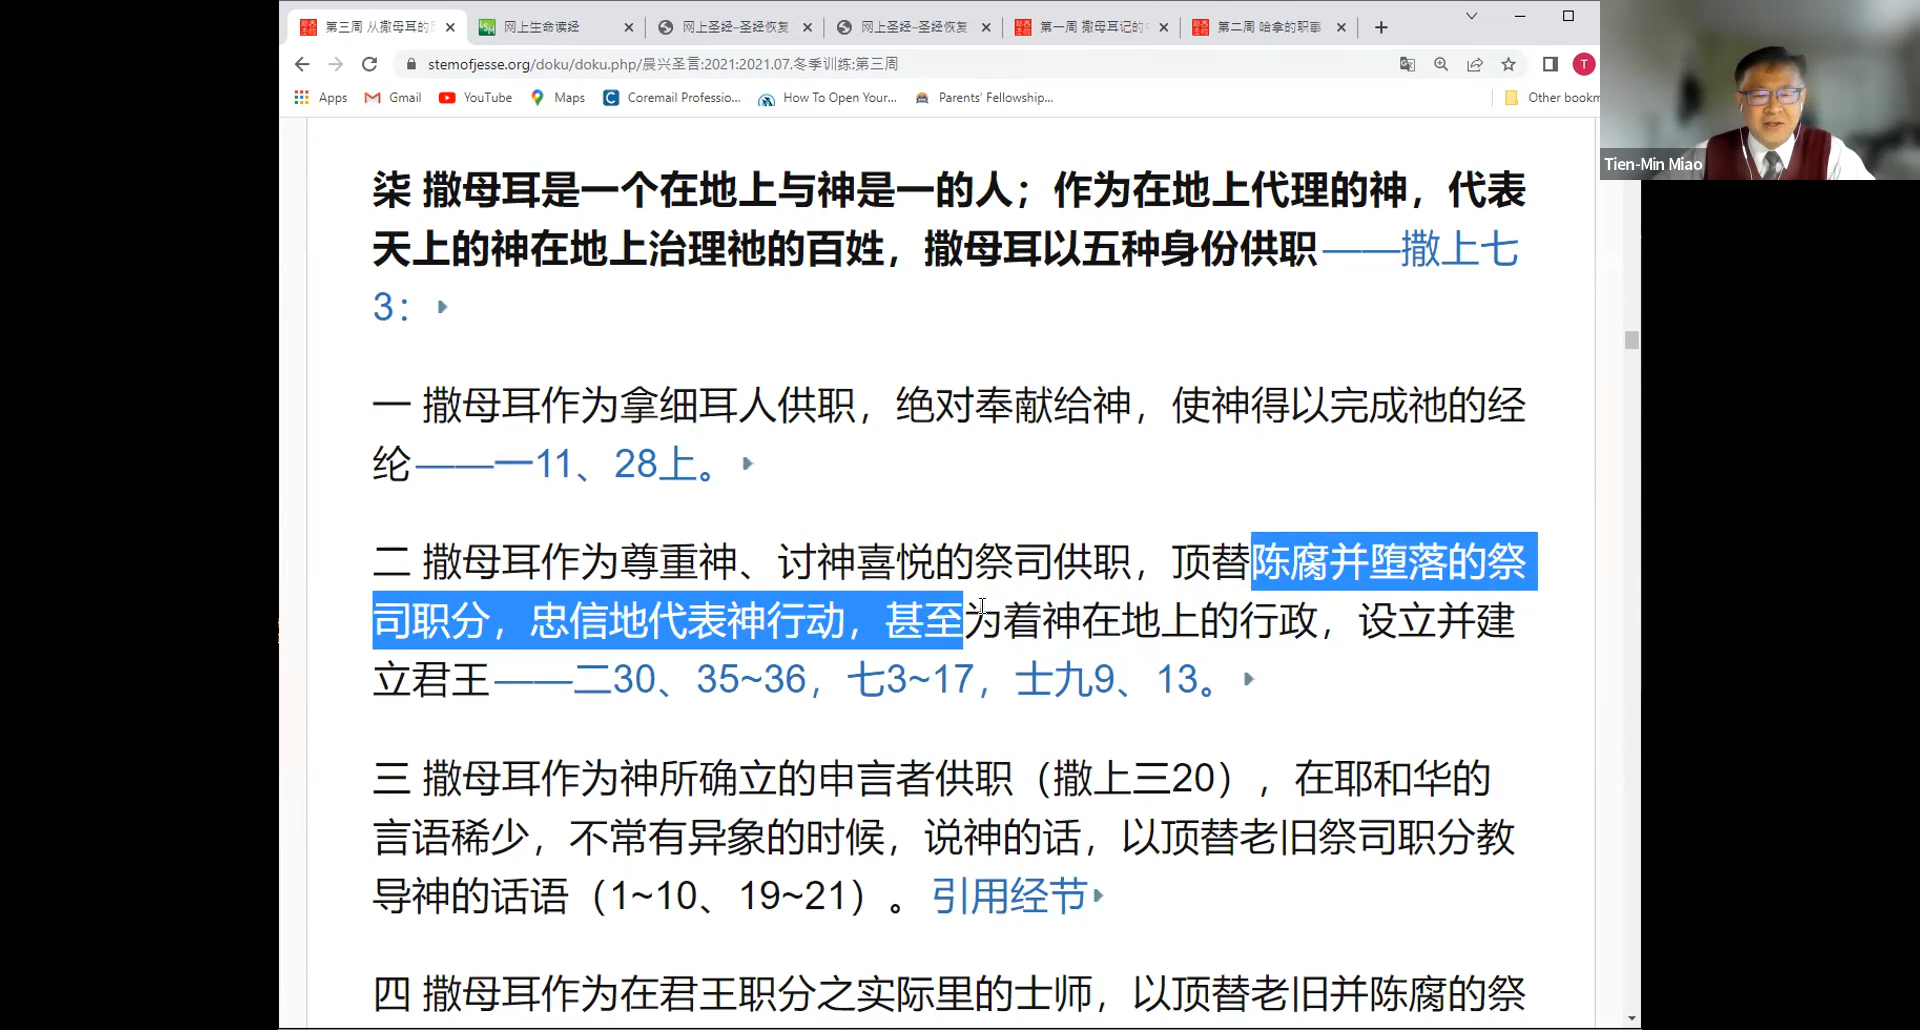 第三周 从撒母耳的
网上生命读经
网上圣经–圣经恢复
网上圣经–圣经恢复
第一周 撒母耳记的
第二周 哈拿的职事
stemofjesse.org/doku/doku.php/晨兴圣言:2021:2021.07.冬季训练:第三周
T
Apps
Gmail
YouTube
Maps
Coremail Professio...
How To Open Your...
Parents' Fellowship...
Other bookm
Tien-Min Miao
柒 撒母耳是一个在地上与神是一的人；作为在地上代理的神，代表
天上的神在地上治理祂的百姓，撒母耳以五种身份供职——撒上七
3：
一 撒母耳作为拿细耳人供职，绝对奉献给神，使神得以完成祂的经
纶——一11、28上。
二 撒母耳作为尊重神、讨神喜悦的祭司供职，顶替陈腐并堕落的祭
司职分，忠信地代表神行动，甚至为着神在地上的行政，设立并建
立君王——二30、35~36，七3~17，士九9、13。
三 撒母耳作为神所确立的申言者供职（撒上三20），在耶和华的
言语稀少，不常有异象的时候，说神的话，以顶替老旧祭司职分教
导神的话语（1~10、19~21）。引用经节
四 撒母耳作为在君王职分之实际里的士师，以顶替老旧并陈腐的祭